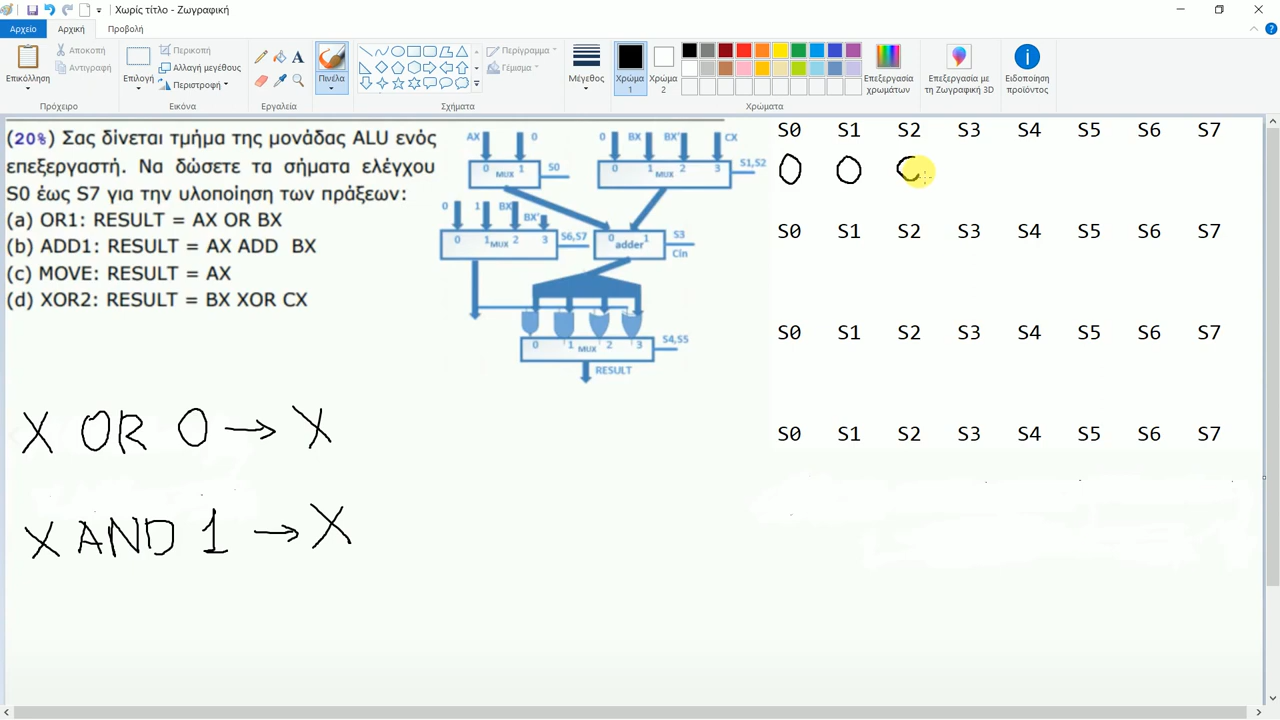 Χωρίς τίτλο - Ζωγραφική
Αρχείο Αρχική Προβολή
Επικόλληση
Αποκοπή
Αντιγραφή
Πρόχειρο
Επιλογή
Περικοπή
Αλλαγή μεγέθους
Περιστροφή
Εικόνα
Εργαλεία
Πινέλα
Περίγραμμα
Γέμισμα
Σχήματα
Μέγεθος
Χρώμα 1
Χρώμα 2
Επεξεργασία χρωμάτων
Χρώματα
Επεξεργασία με τη Ζωγραφική 3D
Ειδοποίηση προϊόντος
(20%) Σας δίνεται τμήμα της μονάδας ALU ενός
επεξεργαστή. Να δώσετε τα σήματα ελέγχου
S0 έως S7 για την υλοποίηση των πράξεων:
(a) OR1: RESULT = AX OR BX
(b) ADD1: RESULT = AX ADD BX
(c) MOVE: RESULT = AX
(d) XOR2: RESULT = BX XOR CX
AX 0 0 BX BX' CX
0 MUX 1 S0
0 1 MUX 2 3 S1,S2
0 1 BX BX'
0 1 MUX 2 3 S6,S7
0 adder 1 S3
Cin
0 1 MUX 2 3 S4,S5
RESULT
S0 S1 S2 S3 S4 S5 S6 S7
0 0
S0 S1 S2 S3 S4 S5 S6 S7
S0 S1 S2 S3 S4 S5 S6 S7
S0 S1 S2 S3 S4 S5 S6 S7
X OR 0 → X
X AND 1 → X